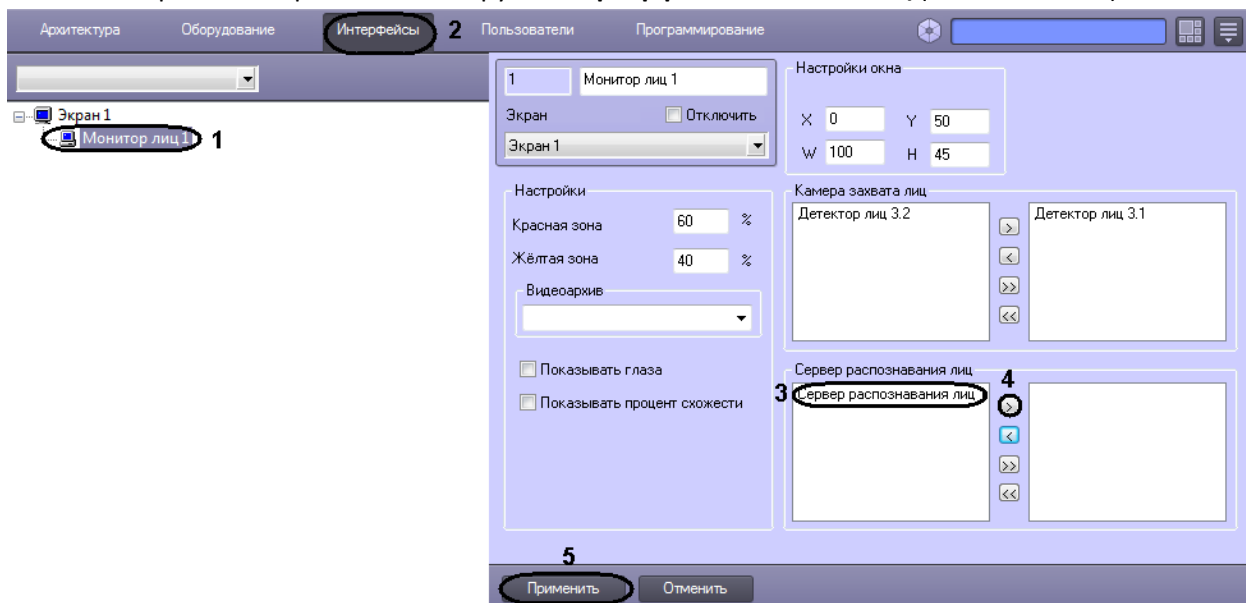 Архитектура Оборудование Интерфейсы 2 Пользователи Программирование
Экран 1
Монитор лиц 1 1
1 Монитор лиц 1
Экран Отключить
Экран 1
Настройки окна
X 0 Y 50
W 100 H 45
Настройки
Красная зона 60 %
Жёлтая зона 40 %
Видеоархив
Показывать глаза
Показывать процент схожести
Камера захвата лиц
Детектор лиц 3.2 > Детектор лиц 3.1
<
>>
<<
Сервер распознавания лиц
4
3 Сервер распознавания лиц >
<
>>
<<
5
Применить Отменить